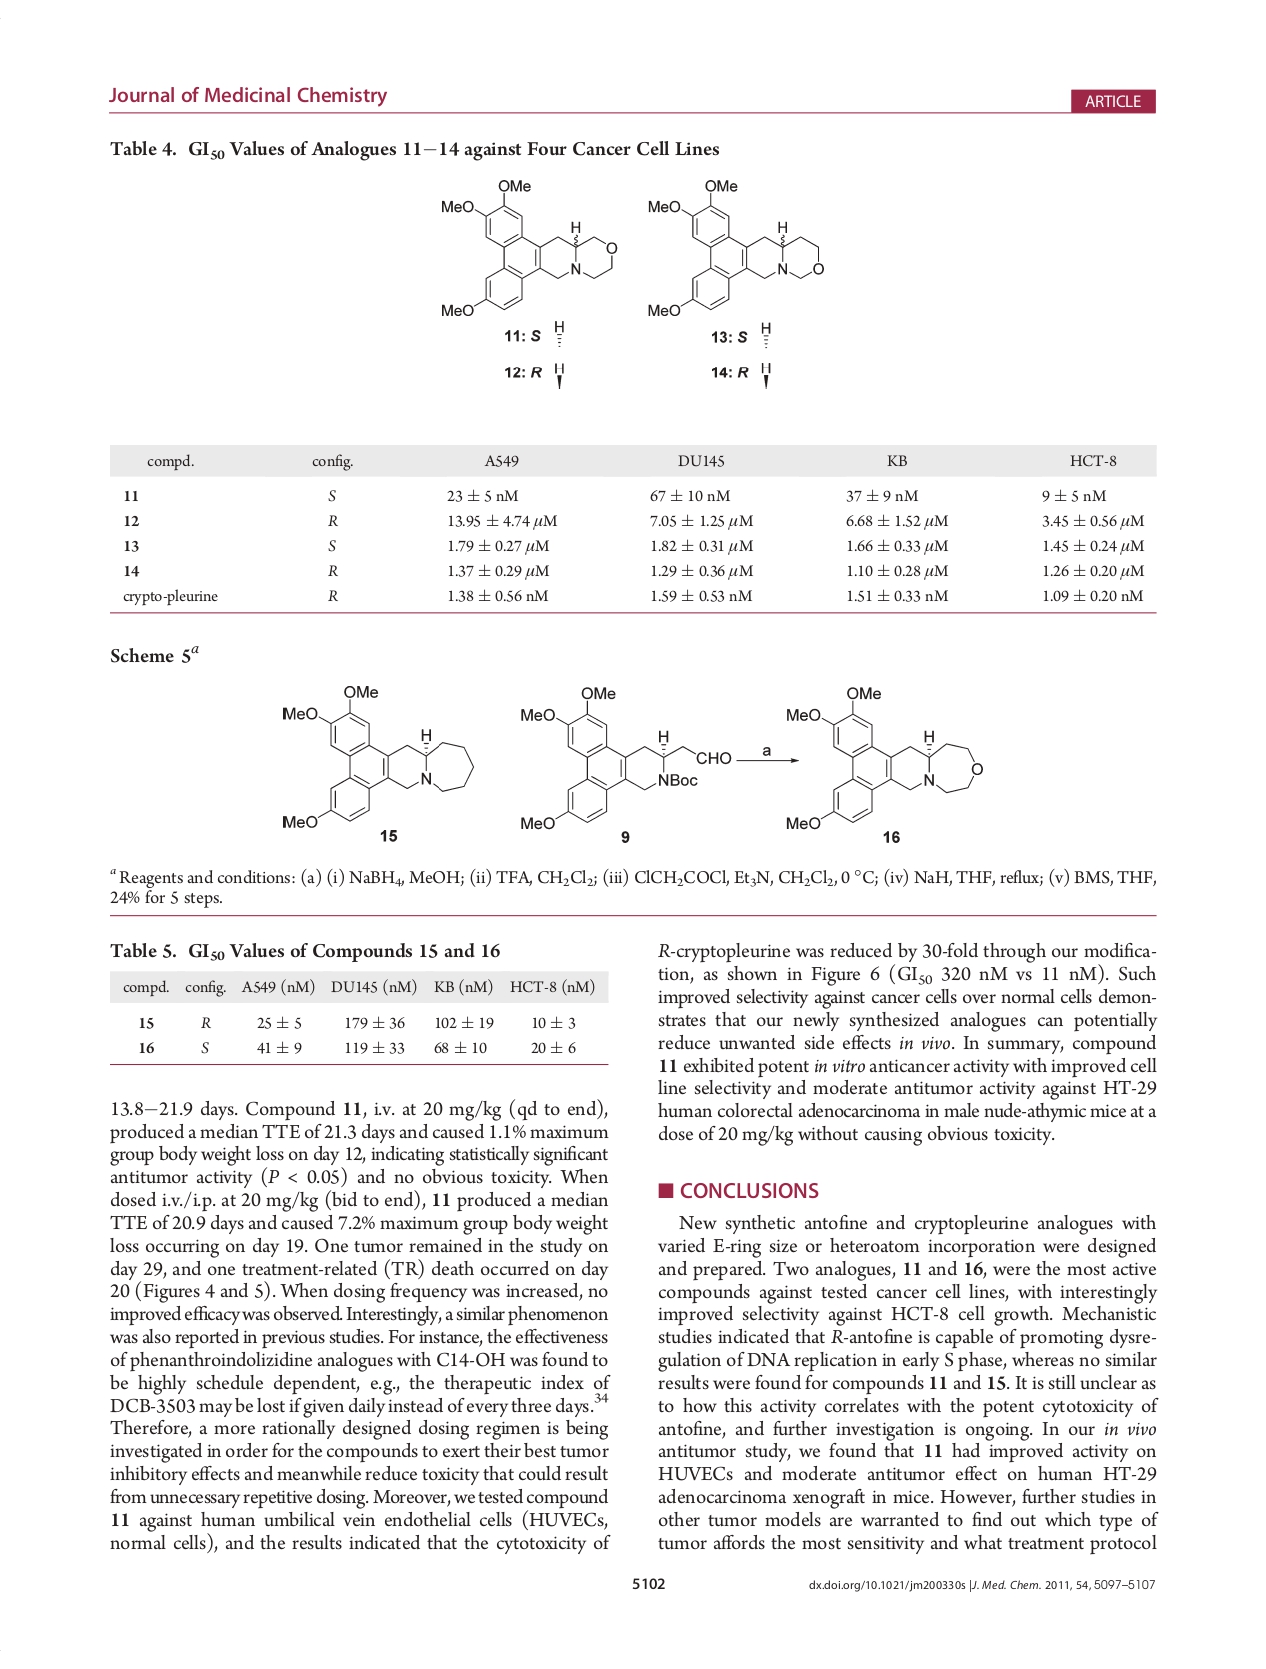 Journal of Medicinal Chemistry
ARTICLE
Table 4. GI50 Values of Analogues 11−14 against Four Cancer Cell Lines
OMe
MeO
H
O
N
MeO
11: S H
12: R H
OMe
MeO
H
N
O
MeO
13: S H
14: R H
compd. config. A549 DU145 KB HCT-8
11 S 23 ± 5 nM 67 ± 10 nM 37 ± 9 nM 9 ± 5 nM
12 R 13.95 ± 4.74 μM 7.05 ± 1.25 μM 6.68 ± 1.52 μM 3.45 ± 0.56 μM
13 S 1.79 ± 0.27 μM 1.82 ± 0.31 μM 1.66 ± 0.33 μM 1.45 ± 0.24 μM
14 R 1.37 ± 0.29 μM 1.29 ± 0.36 μM 1.10 ± 0.28 μM 1.26 ± 0.20 μM
crypto-pleurine R 1.38 ± 0.56 nM 1.59 ± 0.53 nM 1.51 ± 0.33 nM 1.09 ± 0.20 nM
Scheme 5a
OMe
MeO
H
N
MeO
15
OMe
MeO
H
CHO
NBoc
MeO
9
a
OMe
MeO
H
O
N
MeO
16
a Reagents and conditions: (a) (i) NaBH4, MeOH; (ii) TFA, CH2Cl2; (iii) ClCH2COCl, Et3N, CH2Cl2, 0 °C; (iv) NaH, THF, reflux; (v) BMS, THF,
24% for 5 steps.
Table 5. GI50 Values of Compounds 15 and 16
compd. config. A549 (nM) DU145 (nM) KB (nM) HCT-8 (nM)
15 R 25 ± 5 179 ± 36 102 ± 19 10 ± 3
16 S 41 ± 9 119 ± 33 68 ± 10 20 ± 6
13.8−21.9 days. Compound 11, i.v. at 20 mg/kg (qd to end),
produced a median TTE of 21.3 days and caused 1.1% maximum
group body weight loss on day 12, indicating statistically significant
antitumor activity (P < 0.05) and no obvious toxicity. When
dosed i.v./i.p. at 20 mg/kg (bid to end), 11 produced a median
TTE of 20.9 days and caused 7.2% maximum group body weight
loss occurring on day 19. One tumor remained in the study on
day 29, and one treatment-related (TR) death occurred on day
20 (Figures 4 and 5). When dosing frequency was increased, no
improved efficacy was observed. Interestingly, a similar phenomenon
was also reported in previous studies. For instance, the effectiveness
of phenanthroindolizidine analogues with C14-OH was found to
be highly schedule dependent, e.g., the therapeutic index of
DCB-3503 may be lost if given daily instead of every three days.34
Therefore, a more rationally designed dosing regimen is being
investigated in order for the compounds to exert their best tumor
inhibitory effects and meanwhile reduce toxicity that could result
from unnecessary repetitive dosing. Moreover, we tested compound
11 against human umbilical vein endothelial cells (HUVECs,
normal cells), and the results indicated that the cytotoxicity of
R-cryptopleurine was reduced by 30-fold through our modifica-
tion, as shown in Figure 6 (GI50 320 nM vs 11 nM). Such
improved selectivity against cancer cells over normal cells demon-
strates that our newly synthesized analogues can potentially
reduce unwanted side effects in vivo. In summary, compound
11 exhibited potent in vitro anticancer activity with improved cell
line selectivity and moderate antitumor activity against HT-29
human colorectal adenocarcinoma in male nude-athymic mice at a
dose of 20 mg/kg without causing obvious toxicity.
■ CONCLUSIONS
New synthetic antofine and cryptopleurine analogues with
varied E-ring size or heteroatom incorporation were designed
and prepared. Two analogues, 11 and 16, were the most active
compounds against tested cancer cell lines, with interestingly
improved selectivity against HCT-8 cell growth. Mechanistic
studies indicated that R-antofine is capable of promoting dysre-
gulation of DNA replication in early S phase, whereas no similar
results were found for compounds 11 and 15. It is still unclear as
to how this activity correlates with the potent cytotoxicity of
antofine, and further investigation is ongoing. In our in vivo
antitumor study, we found that 11 had improved activity on
HUVECs and moderate antitumor effect on human HT-29
adenocarcinoma xenograft in mice. However, further studies in
other tumor models are warranted to find out which type of
tumor affords the most sensitivity and what treatment protocol
5102
dx.doi.org/10.1021/jm200330s |J. Med. Chem. 2011, 54, 5097–5107